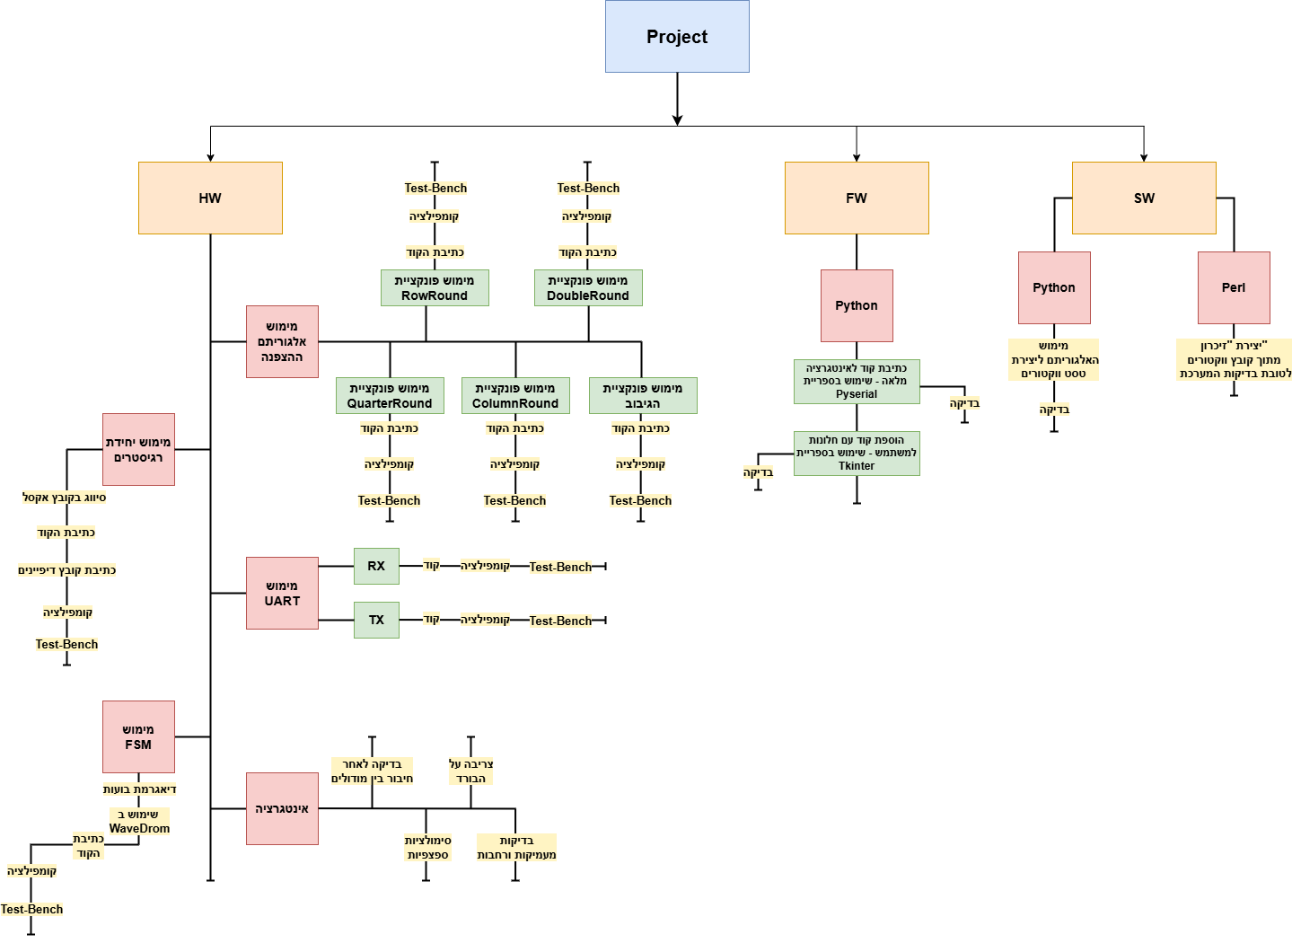 Project
HW
FW
SW
Test-Bench
קומפילציה
כתיבת הקוד
מימוש פונקציית
RowRound
Test-Bench
קומפילציה
כתיבת הקוד
מימוש פונקציית
DoubleRound
מימוש
אלגוריתם
ההצפנה
מימוש פונקציית
QuarterRound
כתיבת הקוד
קומפילציה
Test-Bench
מימוש פונקציית
ColumnRound
כתיבת הקוד
קומפילציה
Test-Bench
מימוש פונקציית
הגיבוב
כתיבת הקוד
קומפילציה
Test-Bench
מימוש יחידת
רגיסטרים
סיווג בקובץ אקסל
כתיבת הקוד
כתיבת קובץ דיפיינים
קומפילציה
Test-Bench
מימוש
UART
RX
קוד
קומפילציה
Test-Bench
TX
קוד
קומפילציה
Test-Bench
מימוש
FSM
דיאגרמת בועות
שימוש ב
WaveDrom
כתיבת
הקוד
קומפילציה
Test-Bench
אינטגרציה
בדיקה לאחר
חיבור בין מודולים
צריבה על
הבורד
סימולציות
ספצפיות
בדיקות
מעמיקות ורחבות
Python
כתיבת קוד לאינטגרציה
מלאה - שימוש בספריית
Pyserial
בדיקה
הוספת קוד עם חלונות
למשתמש - שימוש בספריית
Tkinter
בדיקה
Python
מימוש
האלגוריתם ליצירת
טסט ווקטורים
בדיקה
Perl
יצירת "זיכרון"
מתוך קובץ ווקטורים
לטובת בדיקות המערכת